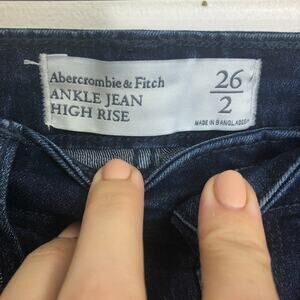 Abercrombie & Fitch
ANKLE JEAN
HIGH RISE
26
2
MADE IN BANGLADESH